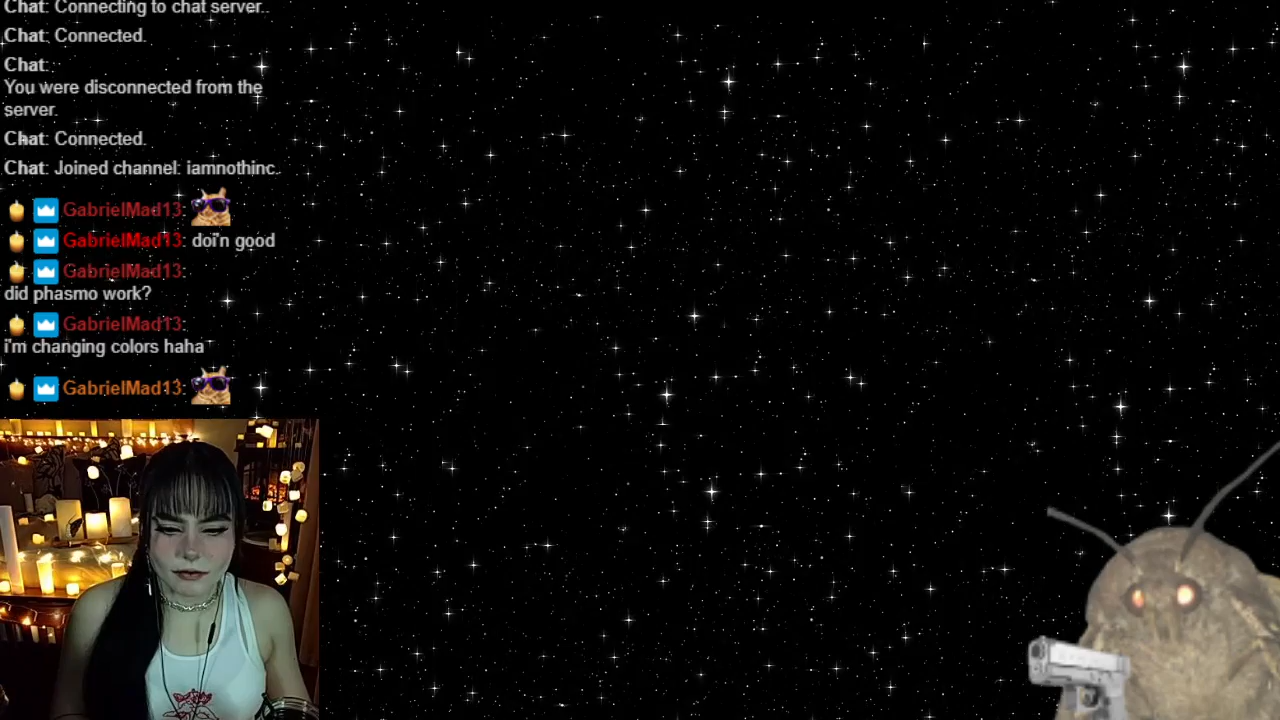 Chat: Connecting to chat server..
Chat: Connected.
Chat:
You were disconnected from the
server.
Chat: Connected.
Chat: Joined channel: iamnothinc..
GabrielMad13:
GabrielMad13: doi'n good
GabrielMad13:
did phasmo work?
GabrielMad13:
i'm changing colors haha
GabrielMad13: